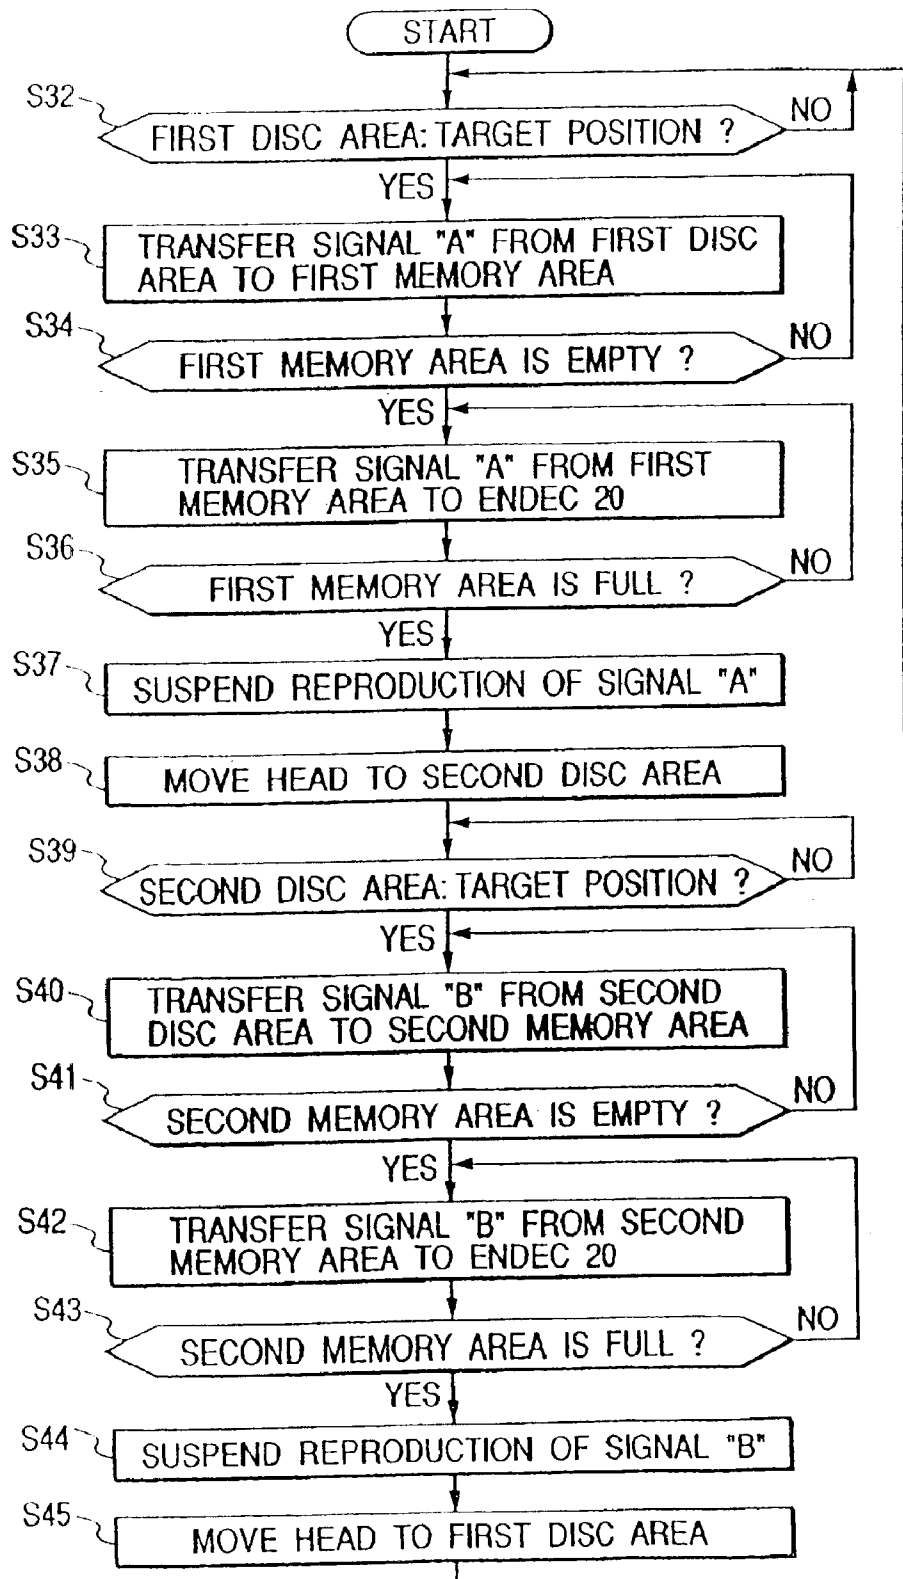 START
S32
FIRST DISC AREA: TARGET POSITION ?
NO
YES
S33
TRANSFER SIGNAL "A" FROM FIRST DISC
AREA TO FIRST MEMORY AREA
S34
FIRST MEMORY AREA IS EMPTY ?
NO
YES
S35
TRANSFER SIGNAL "A" FROM FIRST
MEMORY AREA TO ENDEC 20
S36
FIRST MEMORY AREA IS FULL ?
NO
YES
S37
SUSPEND REPRODUCTION OF SIGNAL "A"
S38
MOVE HEAD TO SECOND DISC AREA
S39
SECOND DISC AREA: TARGET POSITION ?
NO
YES
S40
TRANSFER SIGNAL "B" FROM SECOND
DISC AREA TO SECOND MEMORY AREA
S41
SECOND MEMORY AREA IS EMPTY ?
NO
YES
S42
TRANSFER SIGNAL "B" FROM SECOND
MEMORY AREA TO ENDEC 20
S43
SECOND MEMORY AREA IS FULL ?
NO
YES
S44
SUSPEND REPRODUCTION OF SIGNAL "B"
S45
MOVE HEAD TO FIRST DISC AREA